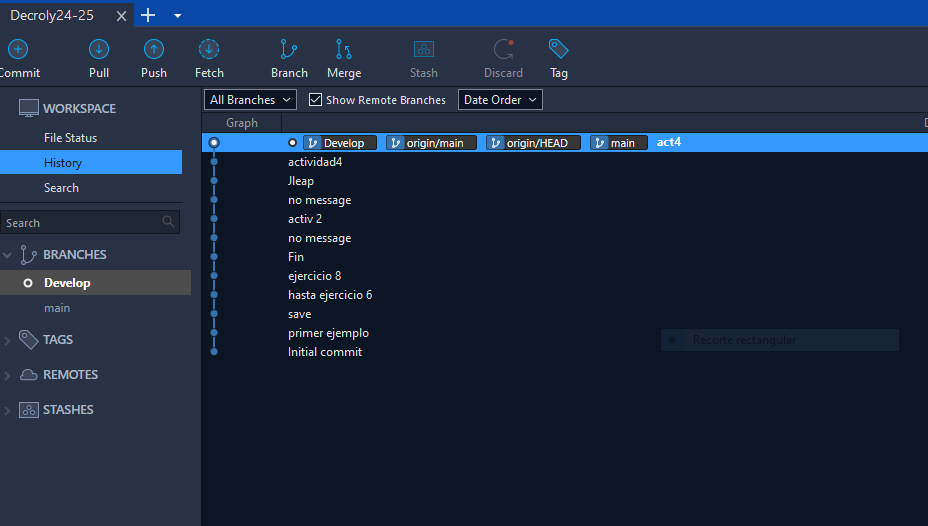 Decroly24-25
Commit Pull Push Fetch Branch Merge Stash Discard Tag
WORKSPACE
File Status
History
Search
Search
BRANCHES
Develop
main
TAGS
REMOTES
STASHES
All Branches Show Remote Branches Date Order
Graph D
Develop origin/main origin/HEAD main act4
actividad4
Jleap
no message
activ 2
no message
Fin
ejercicio 8
hasta ejercicio 6
save
primer ejemplo
Initial commit
Recorte rectangular